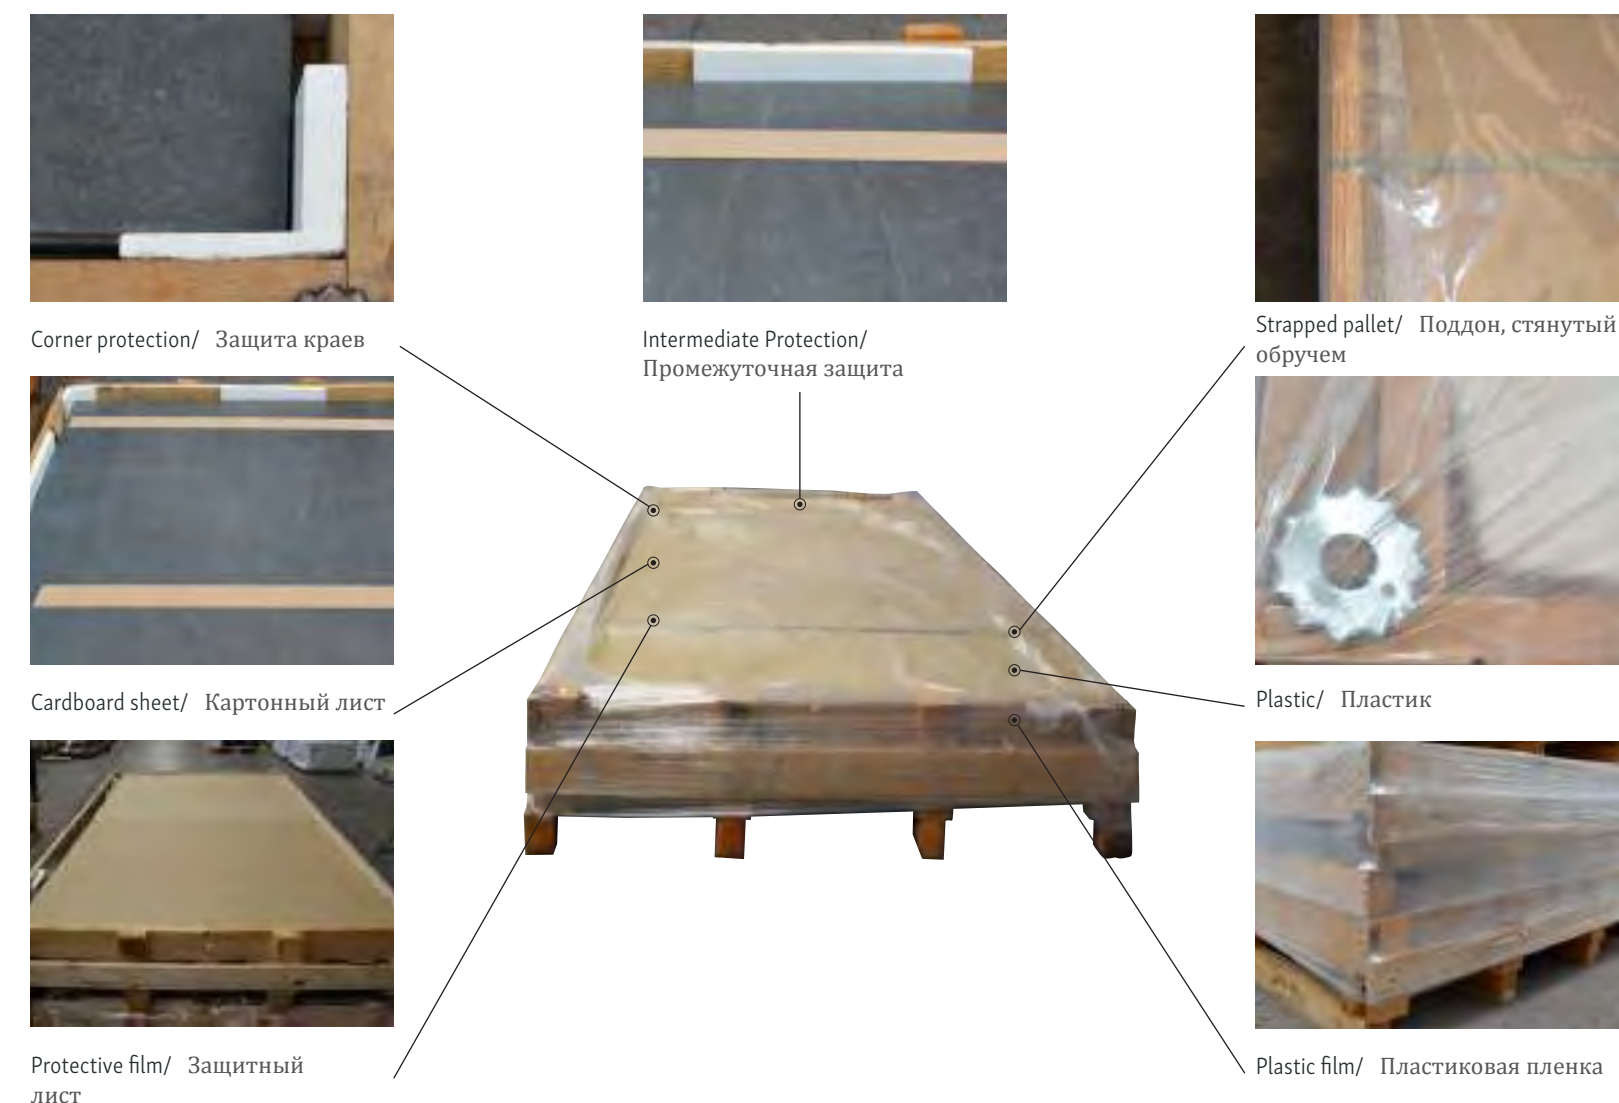 Corner protection/ Защита краев
Intermediate Protection/
Промежуточная защита
Strapped pallet/ Поддон, стянутый
обручем
Cardboard sheet/ Картонный лист
Plastic/ Пластик
Protective film/ Защитный
лист
Plastic film/ Пластиковая пленка